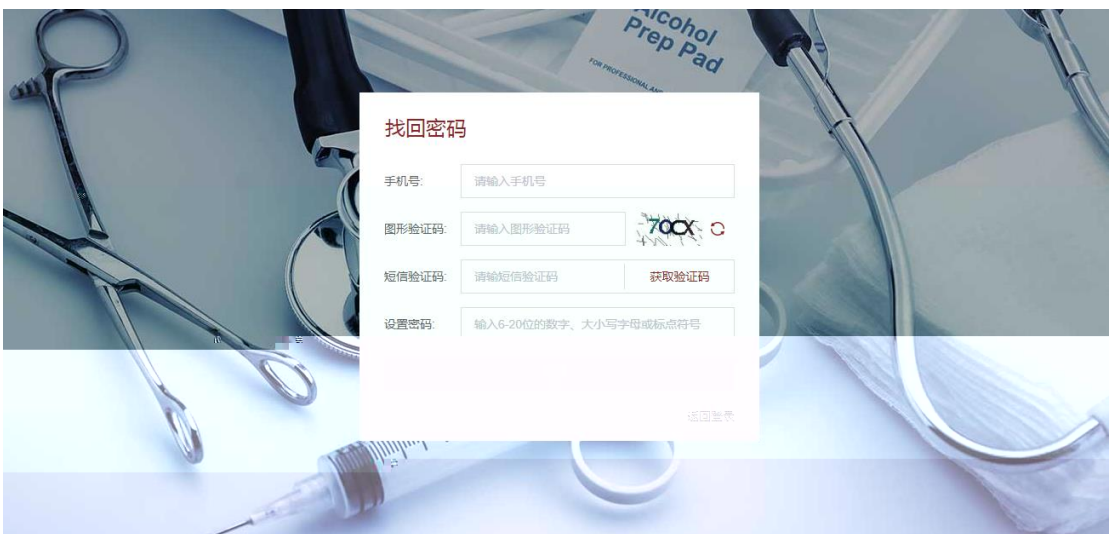 Alcohol
Prep Pad
FOR PROFESSIONAL AND
找回密码
手机号: 请输入手机号
图形验证码: 请输入图形验证码 70CX
短信验证码: 请输短信验证码 获取验证码
设置密码: 输入6-20位的数字、大小写字母或标点符号
返回登录